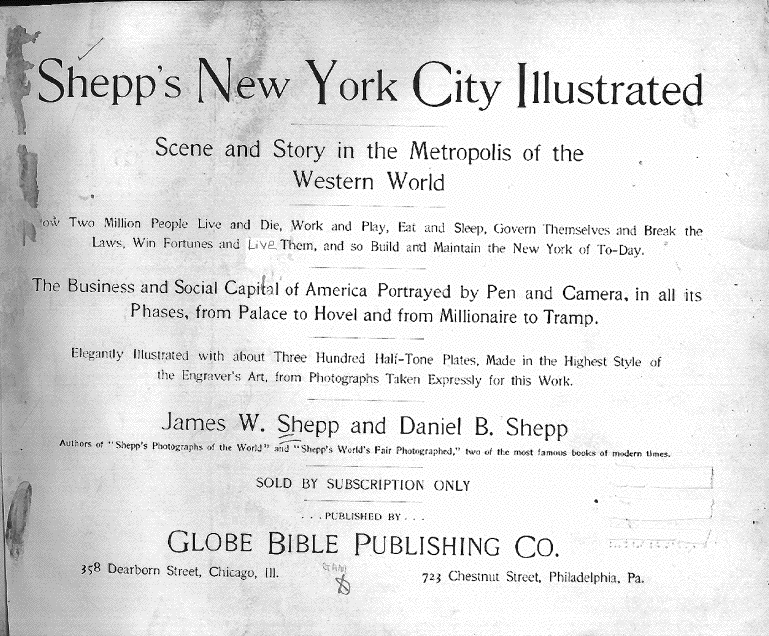 Shepp's New York City Illustrated
Scene and Story in the Metropolis of the
Western World
Two Million People Live and Die, Work and Play, Eat and Sleep, Govern Themselves and Break the
Laws, Win Fortunes and Live Them, and so Build and Maintain the New York of To-Day.
The Business and Social Capital of America Portrayed by Pen and Camera, in all its
Phases, from Palace to Hovel and from Millionaire to Tramp.
Elegantly Illustrated with about Three Hundred Half-Tone Plates, Made in the Highest Style of
the Engraver's Art, from Photographs Taken Expressly for this Work.
James W. Shepp and Daniel B. Shepp
Authors of "Shepp's Photographs of the World" and "Shepp's World's Fair Photographed," two of the most famous books of modern times.
SOLD BY SUBSCRIPTION ONLY
. . . PUBLISHED BY . . .
GLOBE BIBLE PUBLISHING CO.
358 Dearborn Street, Chicago, Ill.
723 Chestnut Street, Philadelphia, Pa.